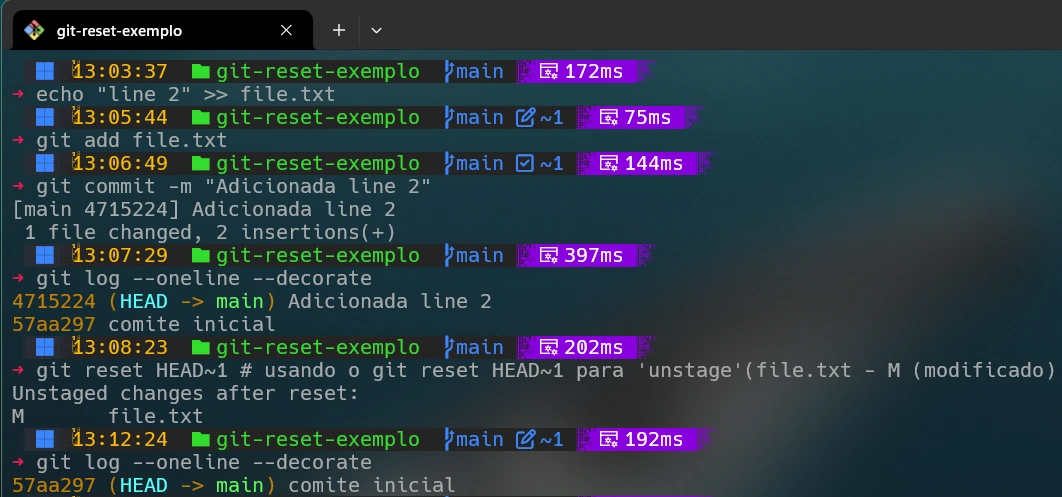 git-reset-exemplo
13:03:37 git-reset-exemplo main 172ms
→ echo "line 2" >> file.txt
13:05:44 git-reset-exemplo main ~1 75ms
→ git add file.txt
13:06:49 git-reset-exemplo main ~1 144ms
→ git commit -m "Adicionada line 2"
[main 4715224] Adicionada line 2
 1 file changed, 2 insertions(+)
13:07:29 git-reset-exemplo main 397ms
→ git log --oneline --decorate
4715224 (HEAD -> main) Adicionada line 2
57aa297 comite inicial
13:08:23 git-reset-exemplo main 202ms
→ git reset HEAD~1 # usando o git reset HEAD~1 para 'unstage'(file.txt - M (modificado)
Unstaged changes after reset:
M       file.txt
13:12:24 git-reset-exemplo main ~1 192ms
→ git log --oneline --decorate
57aa297 (HEAD -> main) comite inicial